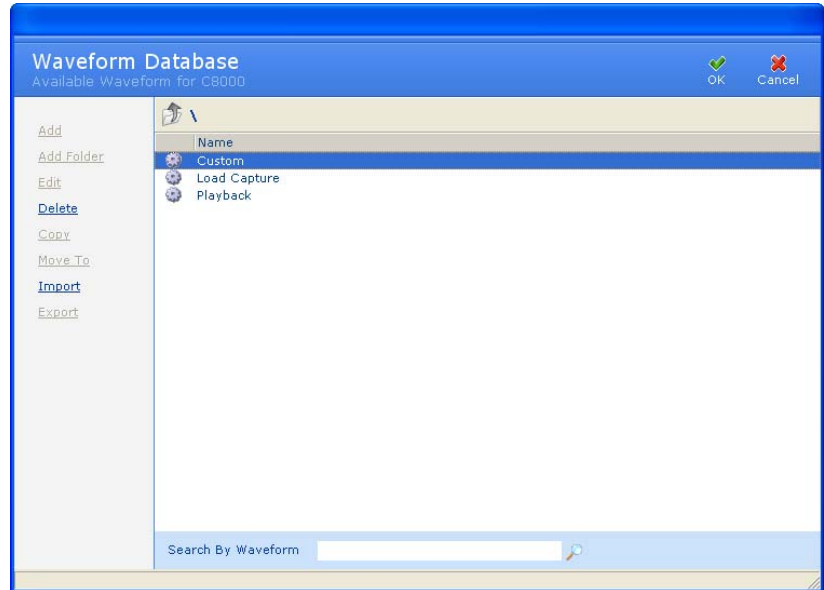 Waveform Database
Available Waveform for C8000
OK
Cancel
Add
Add Folder
Edit
Delete
Copy
Move To
Import
Export
\
Name
Custom
Load Capture
Playback
Search By Waveform